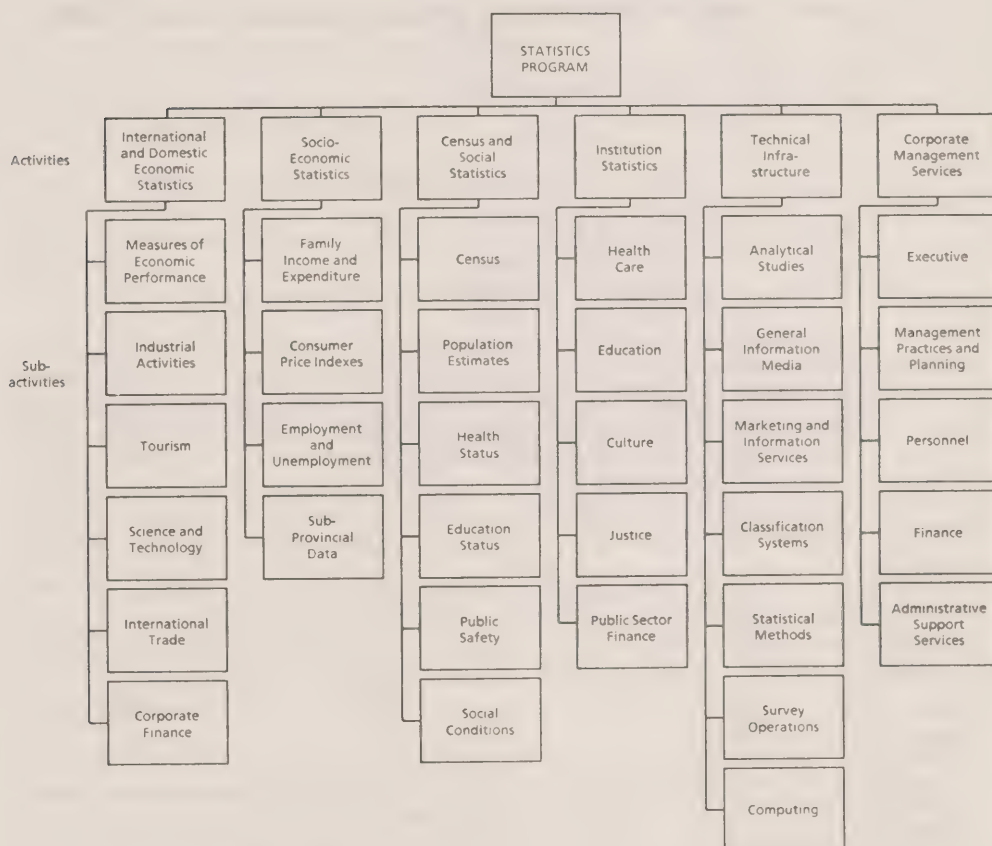 STATISTICS
PROGRAM
Activities
International
and Domestic
Economic
Statistics
Socio-
Economic
Statistics
Census and
Social
Statistics
Institution
Statistics
Technical
Infra-
structure
Corporate
Management
Services
Sub-
activities
Measures of
Economic
Performance
Industrial
Activities
Tourism
Science and
Technology
International
Trade
Corporate
Finance
Family
Income and
Expenditure
Consumer
Price Indexes
Employment
and
Unemployment
Sub-
Provincial
Data
Census
Population
Estimates
Health
Status
Education
Status
Public
Safety
Social
Conditions
Health
Care
Education
Culture
Justice
Public Sector
Finance
Analytical
Studies
General
Information
Media
Marketing and
Information
Services
Classification
Systems
Statistical
Methods
Survey
Operations
Computing
Executive
Management
Practices and
Planning
Personnel
Finance
Administrative
Support
Services